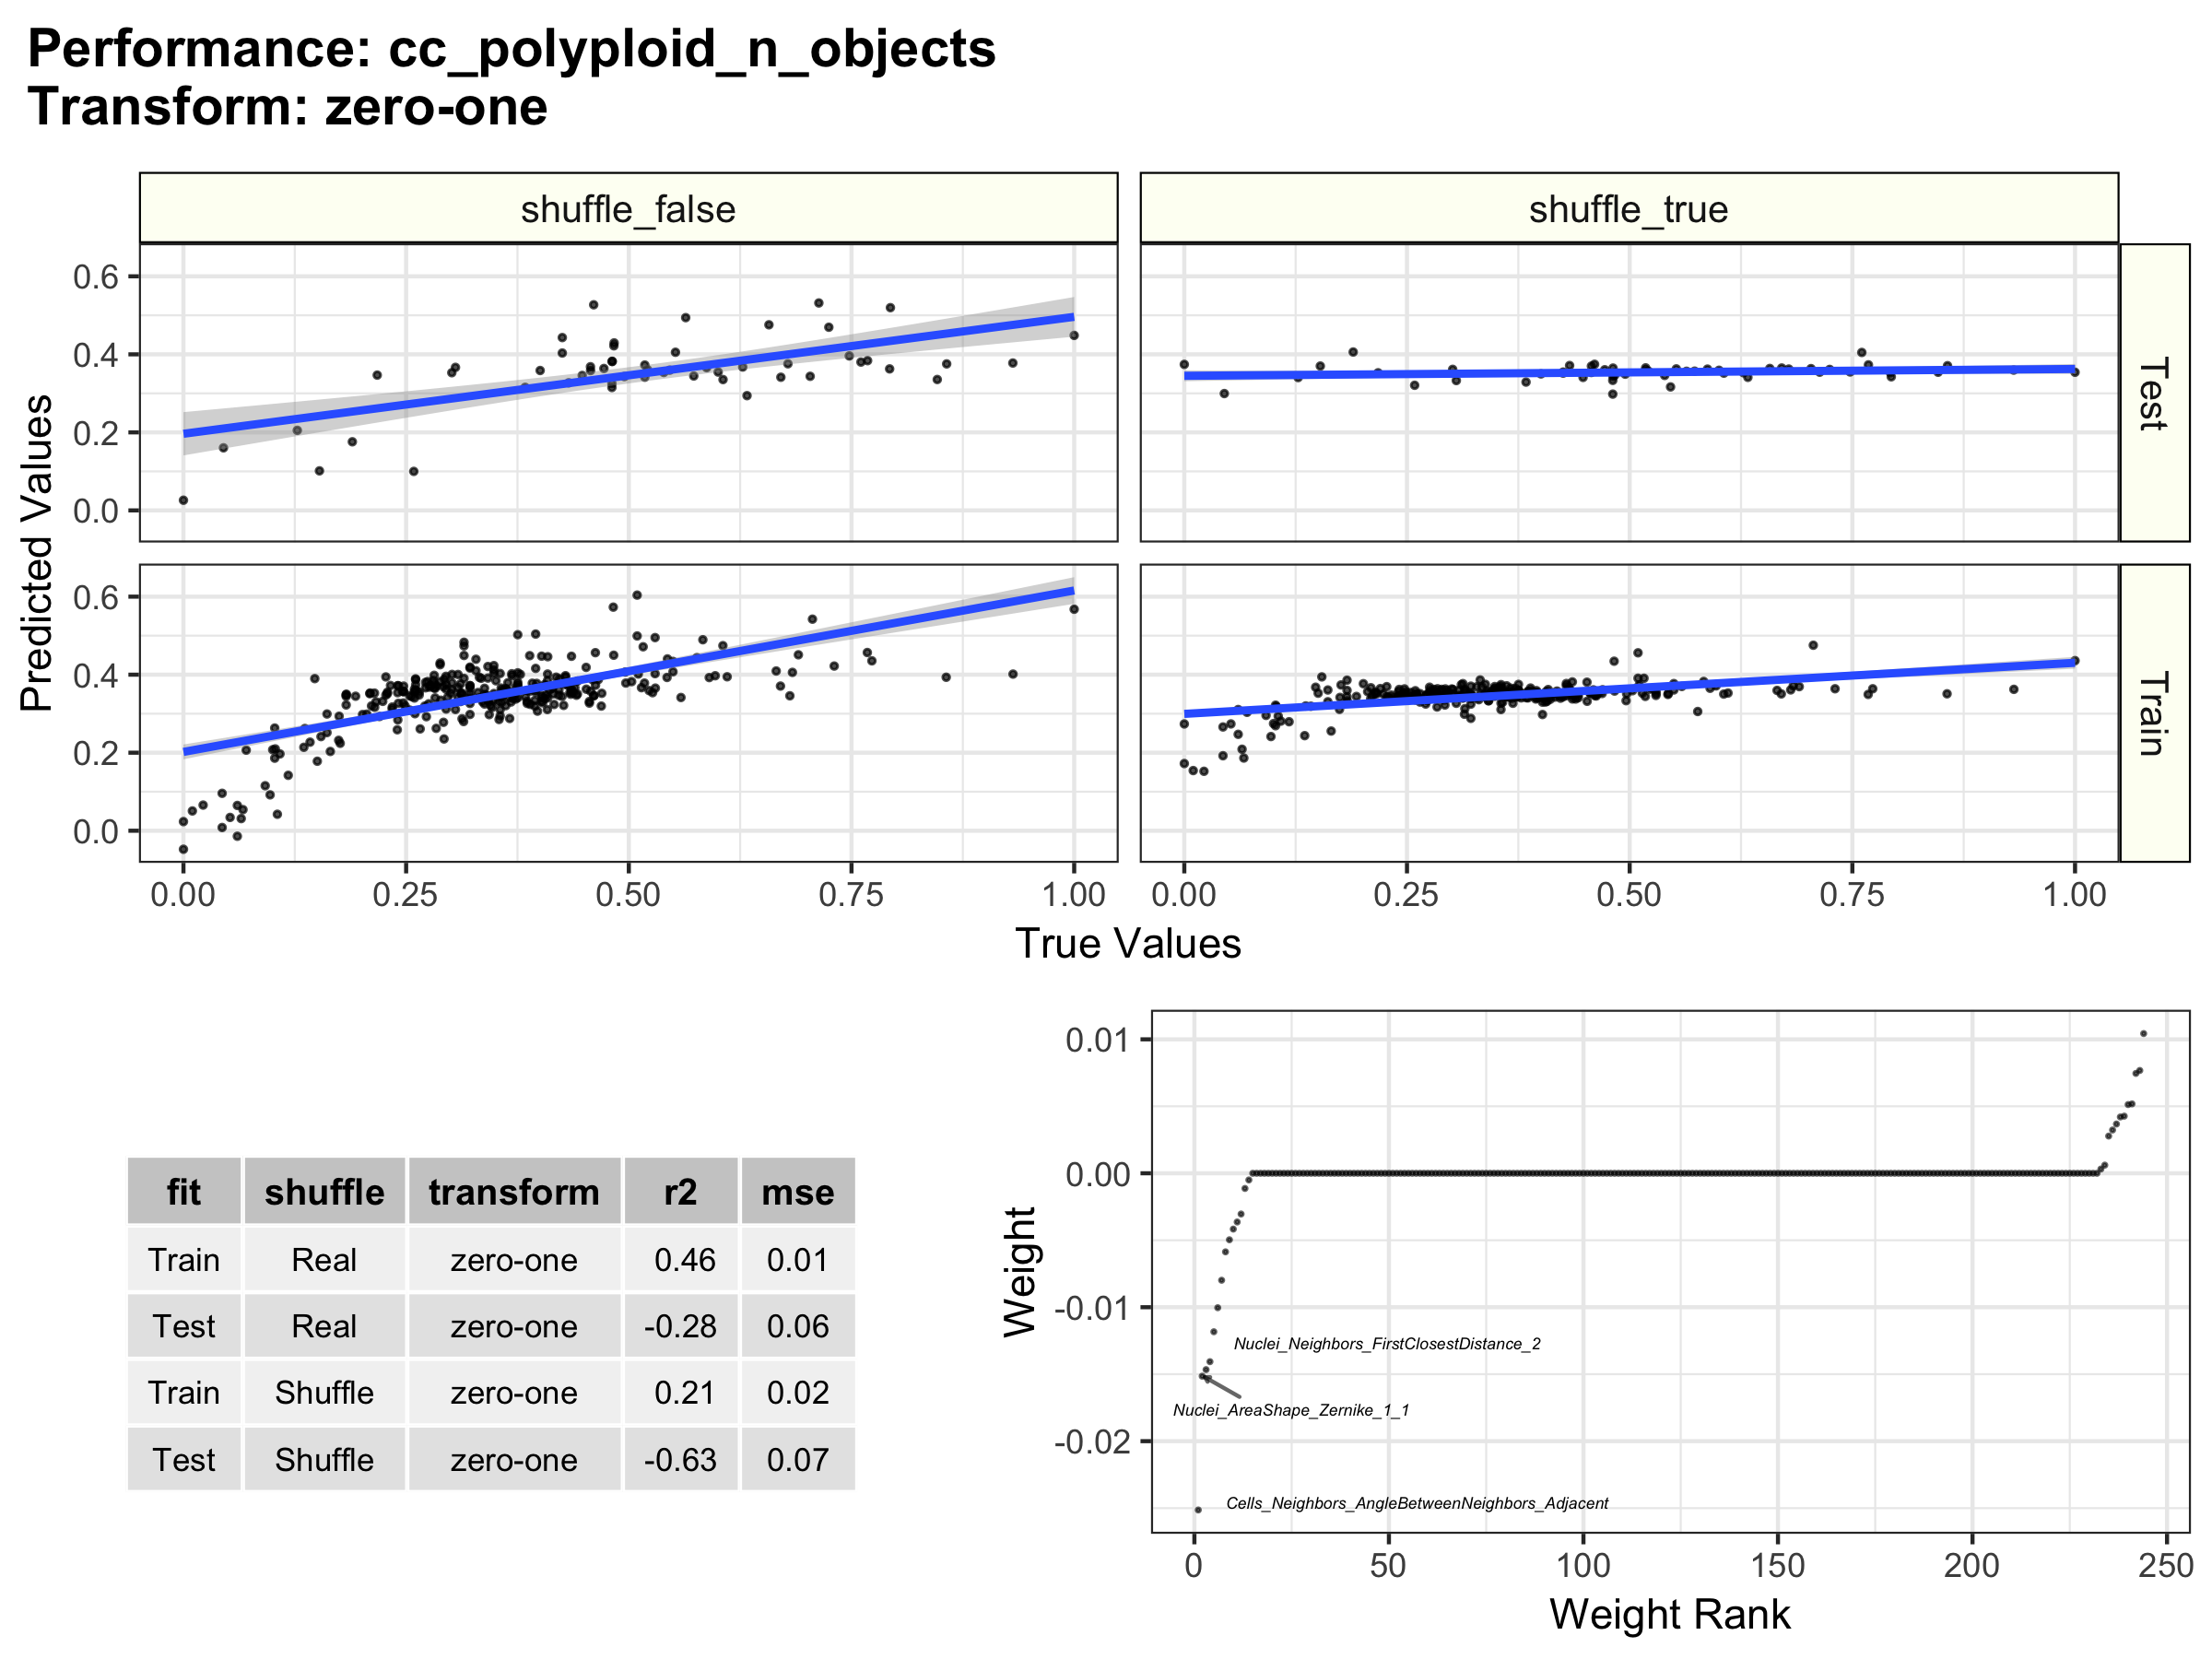 Performance: cc_polyploid_n_objects
Transform: zero-one
shuffle_false
shuffle_true
0.6
0.4
0.2
0.0
Test
0.6
0.4
0.2
0.0
Train
Predicted Values
0.00 0.25 0.50 0.75 1.00
0.00 0.25 0.50 0.75 1.00
True Values
fit shuffle transform r2 mse
Train Real zero-one 0.46 0.01
Test Real zero-one -0.28 0.06
Train Shuffle zero-one 0.21 0.02
Test Shuffle zero-one -0.63 0.07
0.01
0.00
-0.01
-0.02
Weight
Nuclei_Neighbors_FirstClosestDistance_2
Nuclei_AreaShape_Zernike_1_1
Cells_Neighbors_AngleBetweenNeighbors_Adjacent
0 50 100 150 200 250
Weight Rank